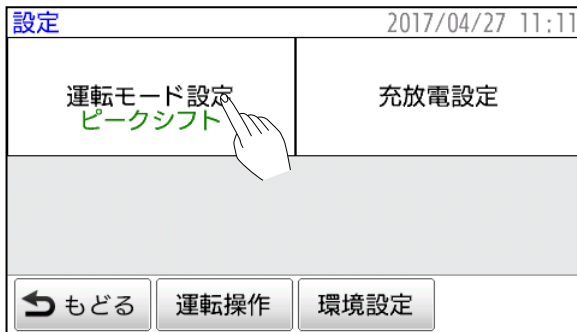 設定 2017/04/27 11:11
運転モード設定 充放電設定
ピークシフト
もどる 運転操作 環境設定